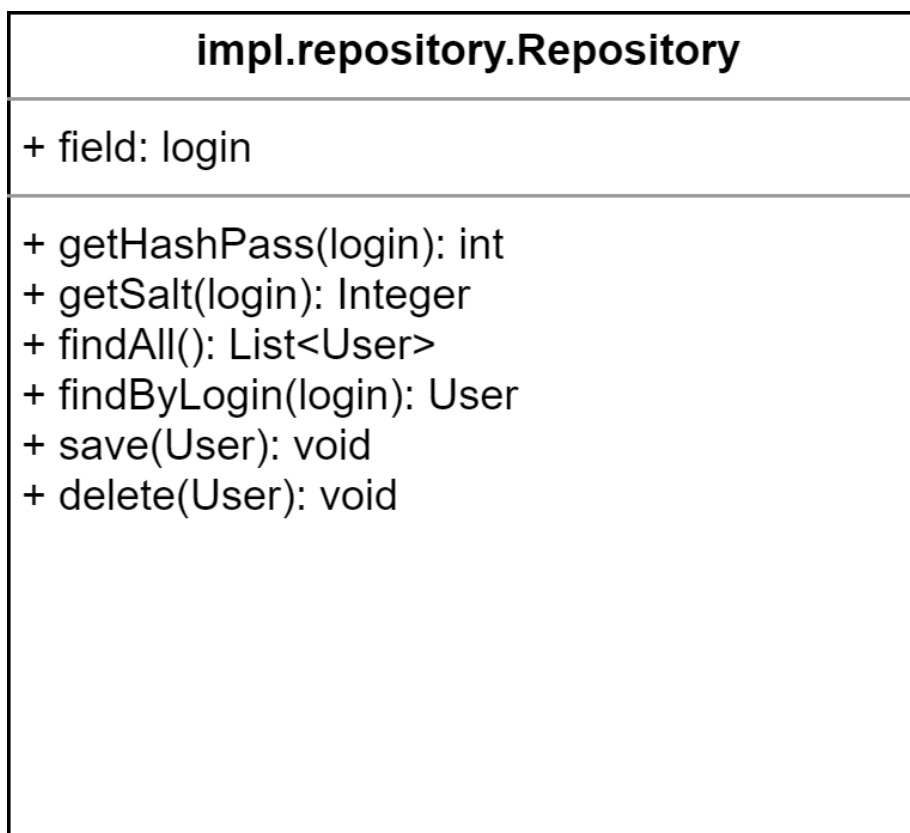 impl.repository.Repository
+ field: login
+ getHashPass(login): int
+ getSalt(login): Integer
+ findAll(): List<User>
+ findByLogin(login): User
+ save(User): void
+ delete(User): void